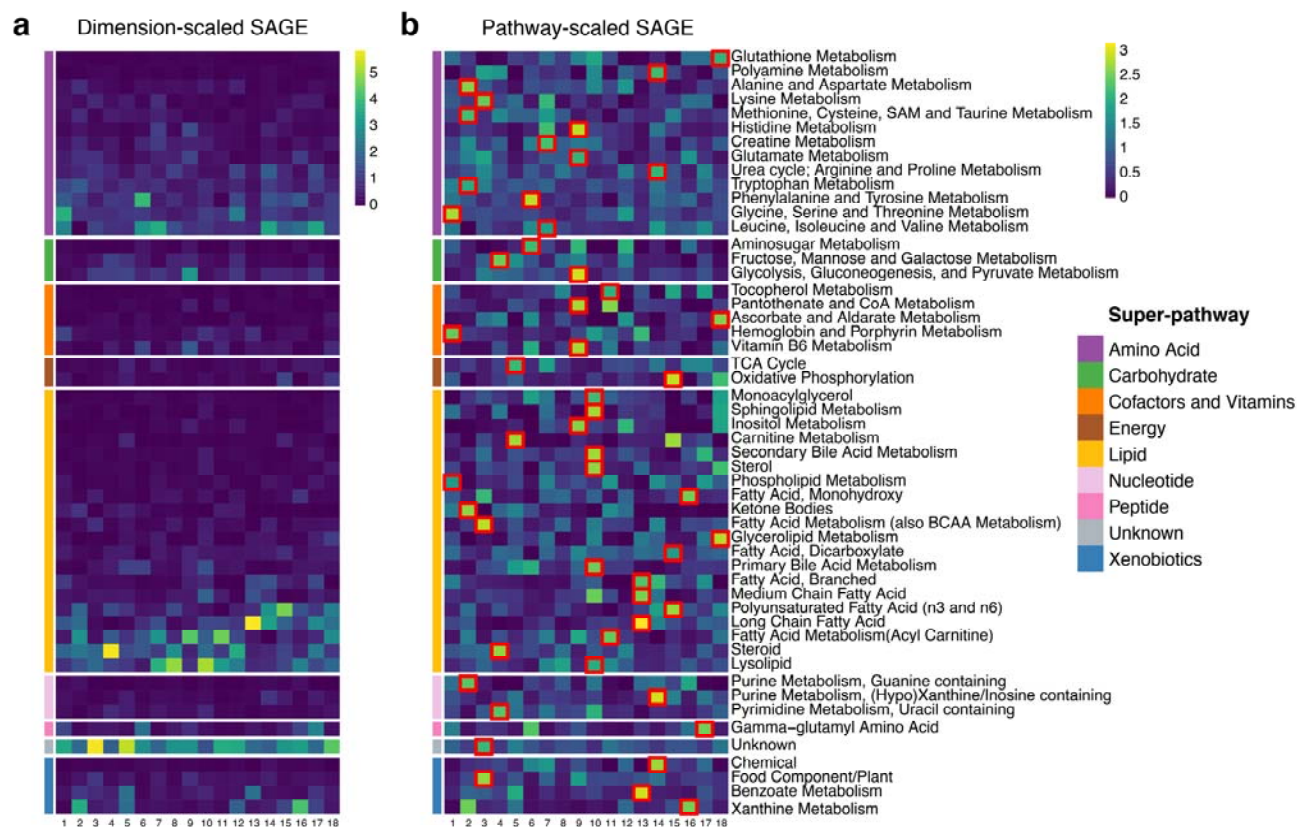 a Dimension-scaled SAGE
b Pathway-scaled SAGE
5
4
3
2
1
0
3
2.5
2
1.5
1
0.5
0
Glutathione Metabolism
Polyamine Metabolism
Alanine and Aspartate Metabolism
Lysine Metabolism
Methionine, Cysteine, SAM and Taurine Metabolism
Histidine Metabolism
Creatine Metabolism
Glutamate Metabolism
Urea cycle; Arginine and Proline Metabolism
Tryptophan Metabolism
Phenylalanine and Tyrosine Metabolism
Glycine, Serine and Threonine Metabolism
Leucine, Isoleucine and Valine Metabolism
Aminosugar Metabolism
Fructose, Mannose and Galactose Metabolism
Glycolysis, Gluconeogenesis, and Pyruvate Metabolism
Tocopherol Metabolism
Pantothenate and CoA Metabolism
Ascorbate and Aldarate Metabolism
Hemoglobin and Porphyrin Metabolism
Vitamin B6 Metabolism
TCA Cycle
Oxidative Phosphorylation
Monoacylglycerol
Sphingolipid Metabolism
Inositol Metabolism
Carnitine Metabolism
Secondary Bile Acid Metabolism
Sterol
Phospholipid Metabolism
Fatty Acid, Monohydroxy
Ketone Bodies
Fatty Acid Metabolism (also BCAA Metabolism)
Glycerolipid Metabolism
Fatty Acid, Dicarboxylate
Primary Bile Acid Metabolism
Fatty Acid, Branched
Medium Chain Fatty Acid
Polyunsaturated Fatty Acid (n3 and n6)
Long Chain Fatty Acid
Fatty Acid Metabolism(Acyl Carnitine)
Steroid
Lysolipid
Purine Metabolism, Guanine containing
Purine Metabolism, (Hypo)Xanthine/Inosine containing
Pyrimidine Metabolism, Uracil containing
Gamma-glutamyl Amino Acid
Unknown
Chemical
Food Component/Plant
Benzoate Metabolism
Xanthine Metabolism
1 2 3 4 5 6 7 8 9 10 11 12 13 14 15 16 17 18
1 2 3 4 5 6 7 8 9 10 11 12 13 14 15 16 17 18
Super-pathway
Amino Acid
Carbohydrate
Cofactors and Vitamins
Energy
Lipid
Nucleotide
Peptide
Unknown
Xenobiotics